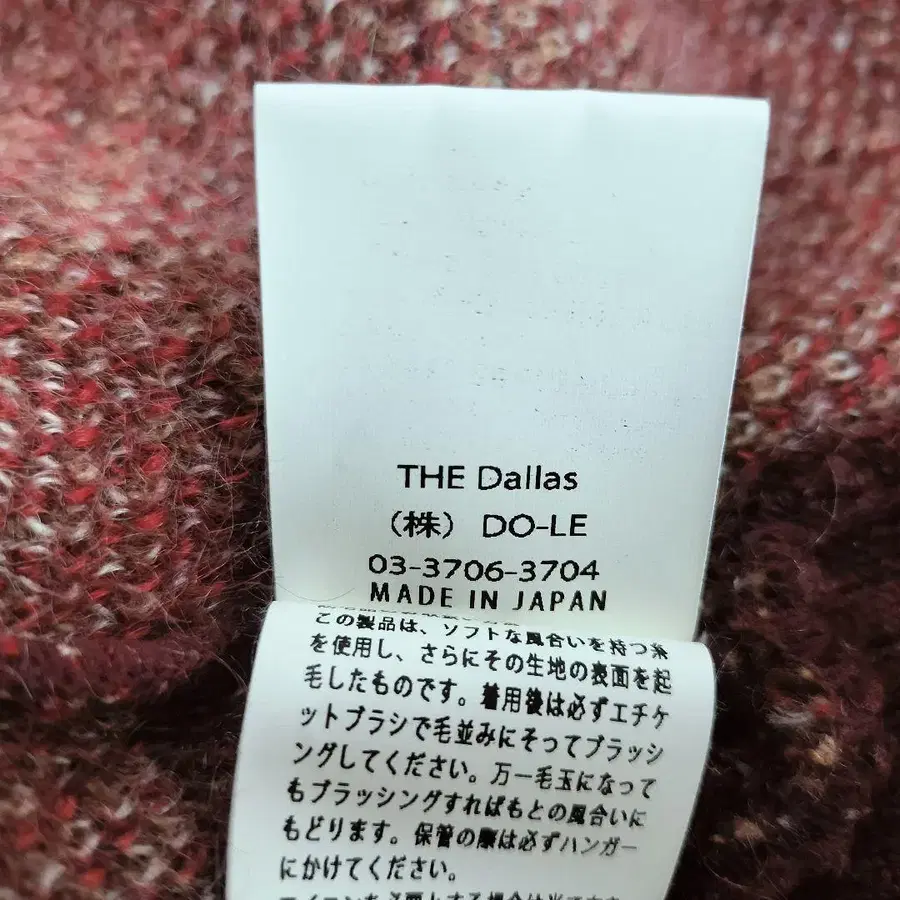 THE Dallas
（株） DO-LE
03-3706-3704
MADE IN JAPAN
この製品は、ソフトな風合いを持つ糸
を使用し、さらにその生地の表面を起
毛したものです。着用後は必ずエチケ
ットブラシで毛並みにそってブラッシ
ングしてください。万一毛玉になって
もブラッシングすればもとの風合いに
もどります。保管の際は必ずハンガー
にかけてください。